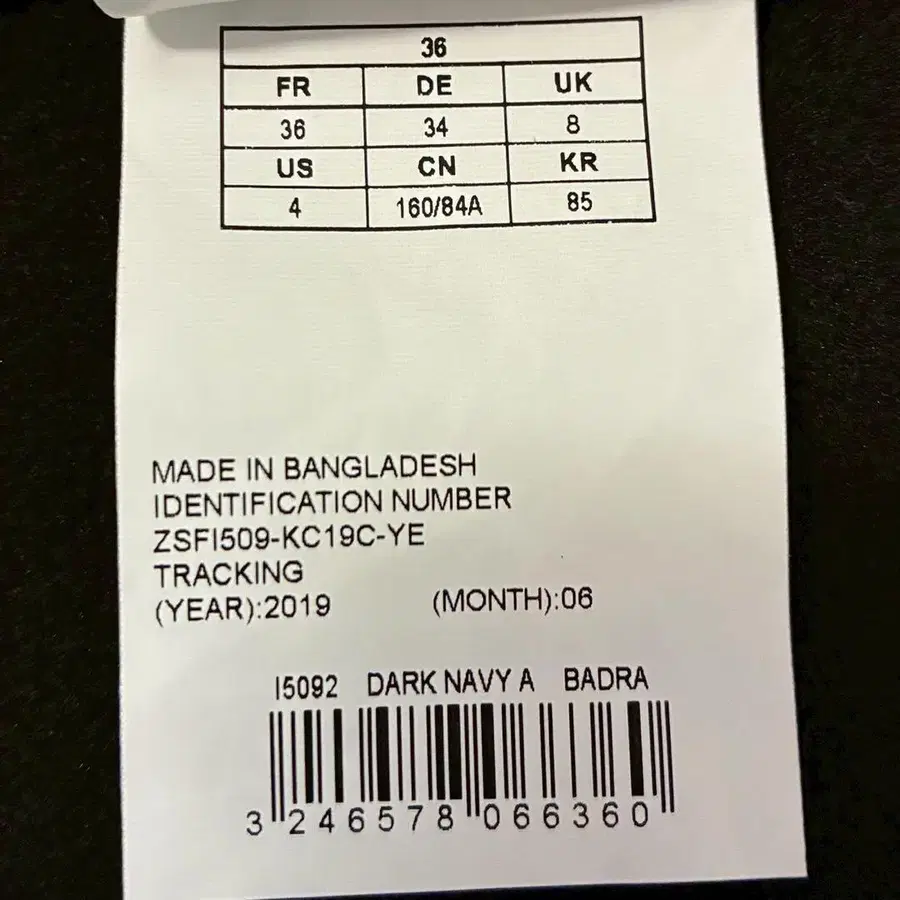 36
FR DE UK
36 34 8
US CN KR
4 160/84A 85
MADE IN BANGLADESH
IDENTIFICATION NUMBER
ZSFI509-KC19C-YE
TRACKING
(YEAR):2019 (MONTH):06
I5092 DARK NAVY A BADRA
3 246578 066360